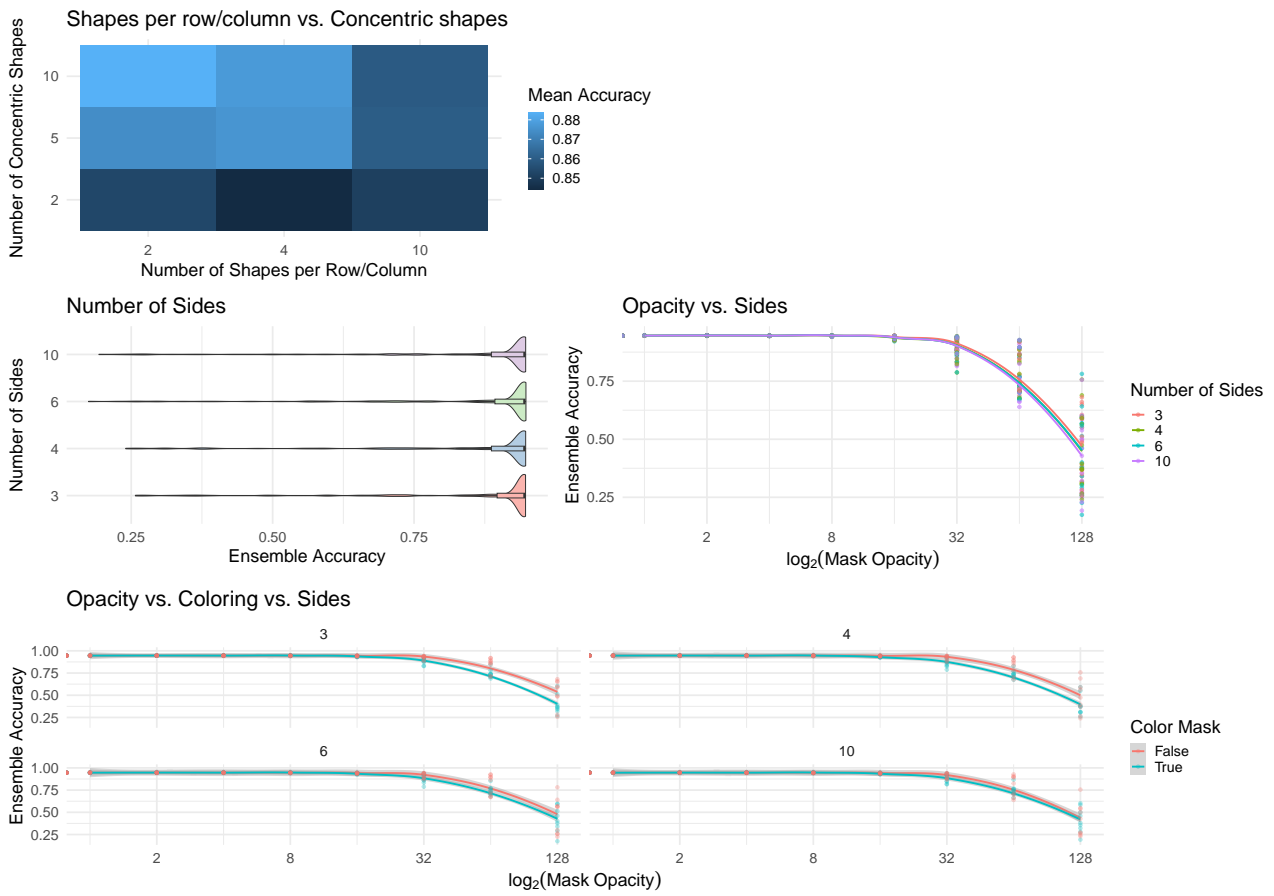 Shapes per row/column vs. Concentric shapes
Number of Concentric Shapes
10
5
2
2
4
10
Number of Shapes per Row/Column
Mean Accuracy
0.88
0.87
0.86
0.85
Number of Sides
Number of Sides
10
6
4
3
0.25
0.50
0.75
Ensemble Accuracy
Opacity vs. Sides
Ensemble Accuracy
0.75
0.50
0.25
2
8
32
128
log₂(Mask Opacity)
Number of Sides
3
4
6
10
Opacity vs. Coloring vs. Sides
Ensemble Accuracy
3
4
1.00
0.75
0.50
0.25
6
10
1.00
0.75
0.50
0.25
2
8
32
128
2
8
32
128
log₂(Mask Opacity)
Color Mask
False
True